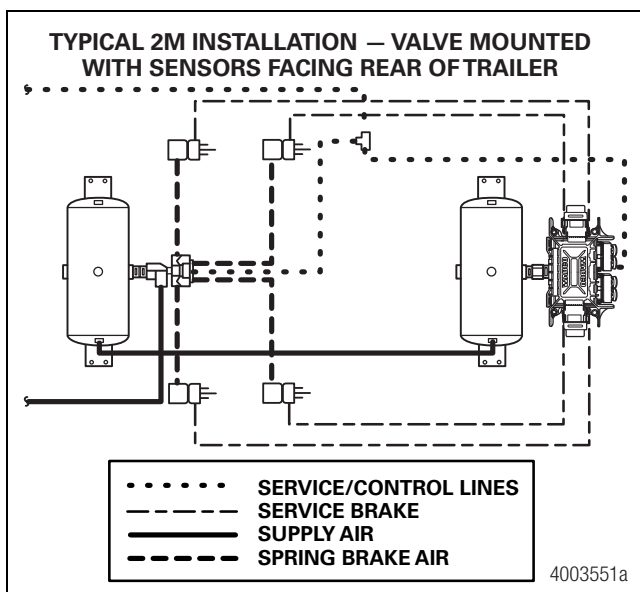 TYPICAL 2M INSTALLATION – VALVE MOUNTED
WITH SENSORS FACING REAR OF TRAILER
SERVICE/CONTROL LINES
SERVICE BRAKE
SUPPLY AIR
SPRING BRAKE AIR
4003551a